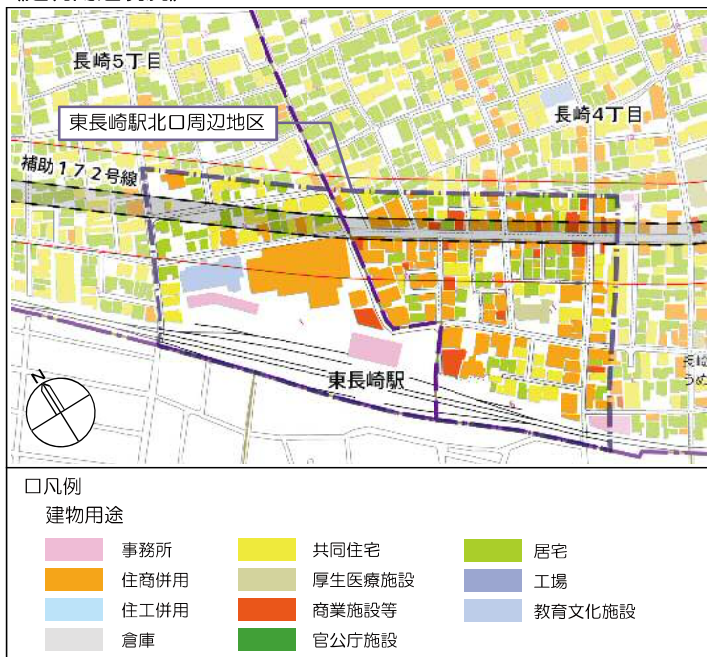 長崎5丁目
東長崎駅北口周辺地区
長崎4丁目
補助172号線
東長崎駅
N
口凡例
建物用途
事務所
共同住宅
居宅
住商併用
厚生医療施設
工場
住工併用
商業施設等
教育文化施設
倉庫
官公庁施設